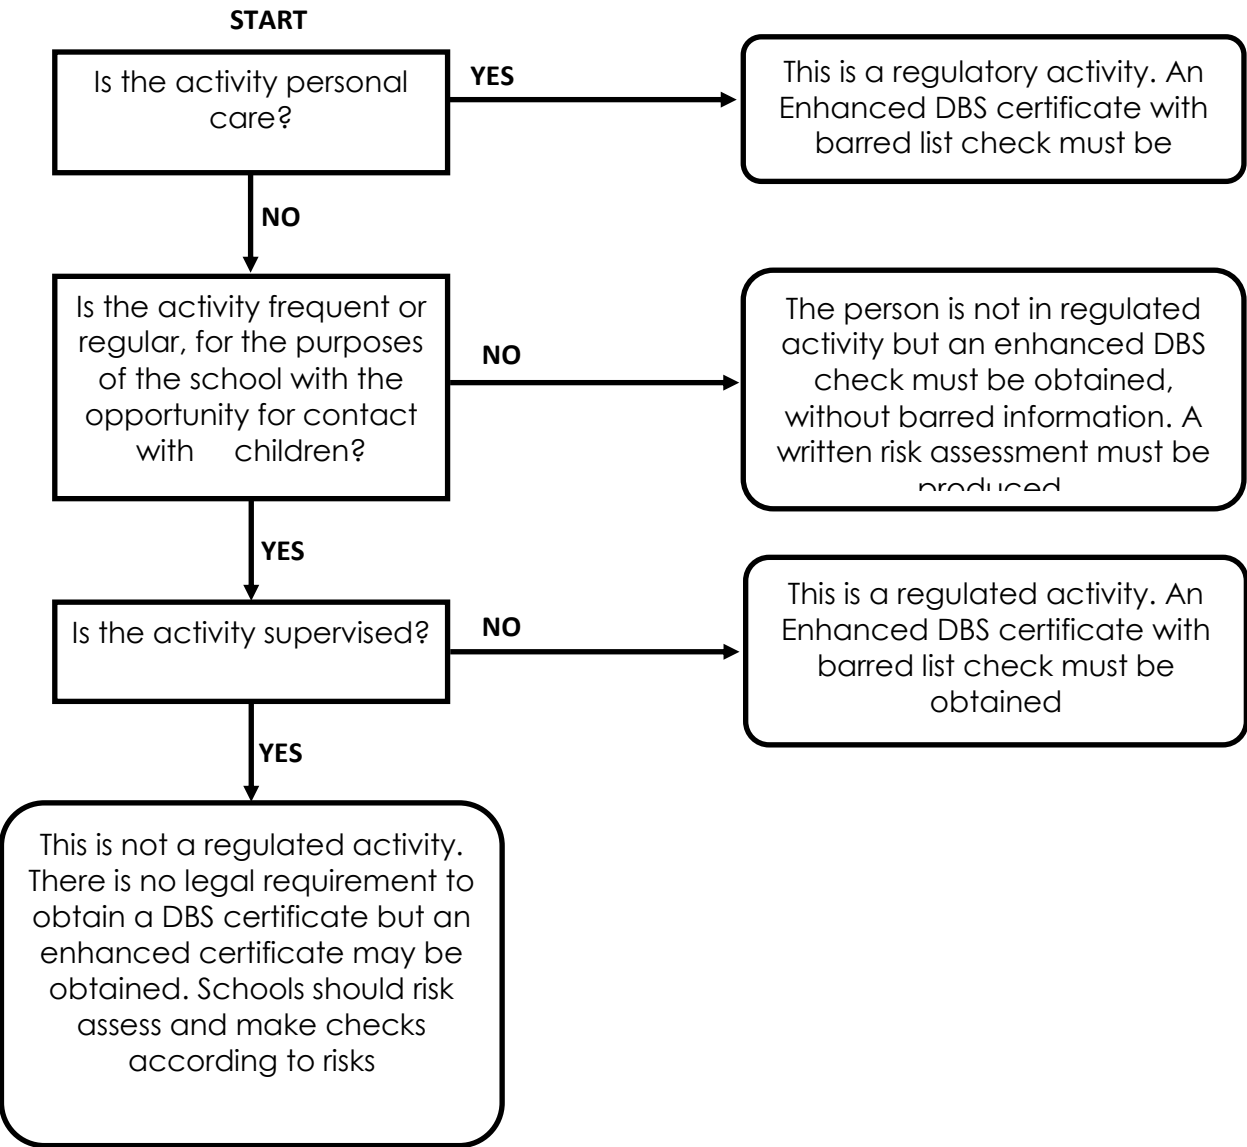 START
Is the activity personal
care?
YES
This is a regulatory activity. An
Enhanced DBS certificate with
barred list check must be
NO
Is the activity frequent or
regular, for the purposes
of the school with the
opportunity for contact
with children?
NO
The person is not in regulated
activity but an enhanced DBS
check must be obtained,
without barred information. A
written risk assessment must be
produced
YES
Is the activity supervised?
NO
This is a regulated activity. An
Enhanced DBS certificate with
barred list check must be
obtained
YES
This is not a regulated activity.
There is no legal requirement to
obtain a DBS certificate but an
enhanced certificate may be
obtained. Schools should risk
assess and make checks
according to risks